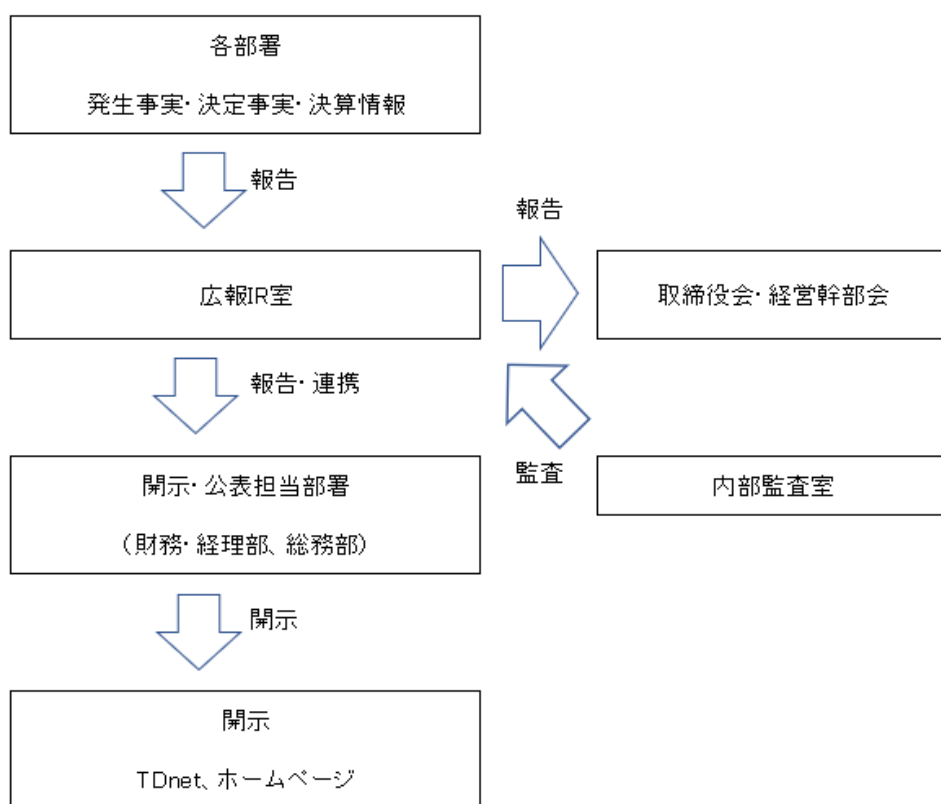 各部署
発生事実・決定事実・決算情報
報告
報告
広報IR室
取締役会・経営幹部会
報告・連携
監査
開示・公表担当部署
(財務・経理部、総務部)
内部監査室
開示
開示
TDnet、ホームページ